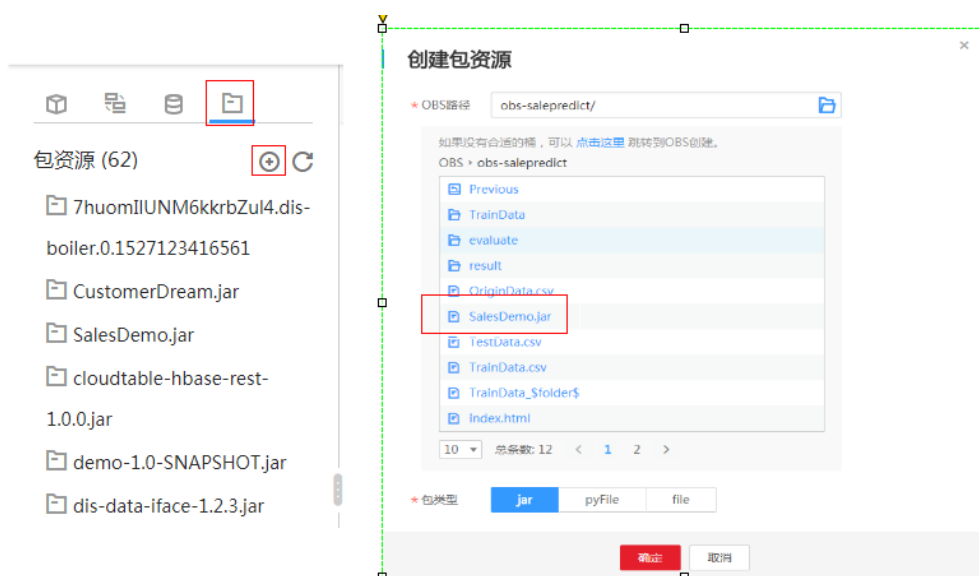 包资源 (62)
7huomIIUNM6kkrbZul4.dis-
boiler.0.1527123416561
CustomerDream.jar
SalesDemo.jar
cloudtable-hbase-rest-
1.0.0.jar
demo-1.0-SNAPSHOT.jar
dis-data-iface-1.2.3.jar
创建包资源
×
* OBS路径 obs-salepredict/
如果没有合适的桶，可以 点击这里 跳转到OBS创建。
OBS › obs-salepredict
Previous
TrainData
evaluate
result
OriginData.csv
SalesDemo.jar
TestData.csv
TrainData.csv
TrainData_$folder$
Index.html
10 总条数: 12 < 1 2 >
* 包类型 jar pyFile file
确定 取消